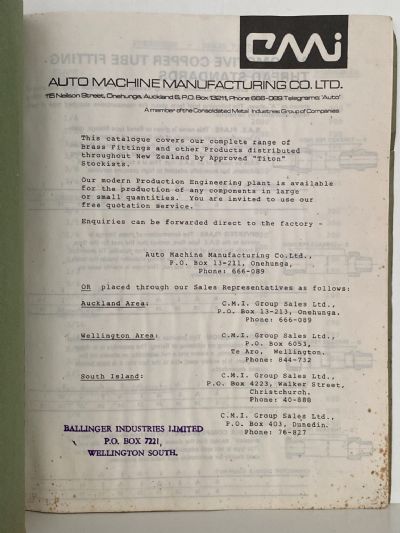 CMI
AUTO MACHINE MANUFACTURING CO. LTD.
115 Neilson Street, Onehunga, Auckland 6, P.O. Box 13211, Phone 666-089 Telegrams: 'Auto'
A member of the Consolidated Metal Industries Group of Companies
This catalogue covers our complete range of
Brass Fittings and other Products distributed
throughout New Zealand by Approved "Titon"
Stockists.
Our modern Production Engineering plant is available
for the production of any components in large
or small quantities. You are invited to use our
free quotation service.
Enquiries can be forwarded direct to the factory -
Auto Machine Manufacturing Co.Ltd.,
P.O. Box 13-211, Onehunga,
Phone: 666-089
OR placed through our Sales Representatives as follows:
Auckland Area: C.M.I. Group Sales Ltd.,
P.O. Box 13-213, Onehunga.
Phone: 666-089
Wellington Area: C.M.I. Group Sales Ltd.,
P.O. Box 6053,
Te Aro, Wellington.
Phone: 844-732
South Island: C.M.I. Group Sales Ltd.,
P.O. Box 4223, Walker Street,
Christchurch.
Phone: 40-888
C.M.I. Group Sales Ltd.,
P.O. Box 403, Dunedin.
Phone: 76-827
BALLINGER INDUSTRIES LIMITED
P.O. BOX 7221,
WELLINGTON SOUTH.